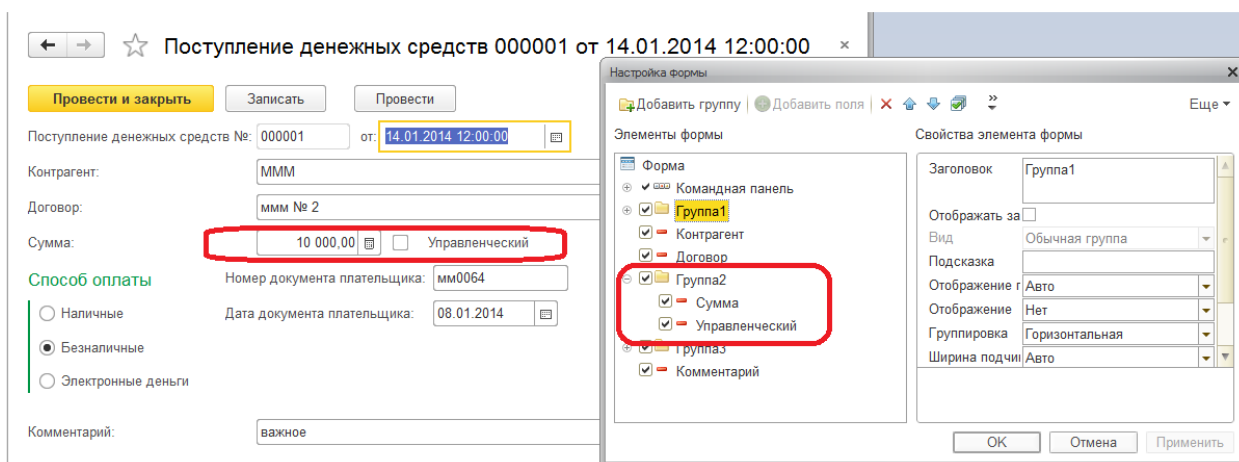 Поступление денежных средств 000001 от 14.01.2014 12:00:00
Провести и закрыть Записать Провести
Поступление денежных средств №: 000001 от: 14.01.2014 12:00:00
Контрагент: МММ
Договор: ммм № 2
Сумма: 10 000,00 Управленческий
Способ оплаты Номер документа плательщика: мм0064
Наличные Дата документа плательщика: 08.01.2014
Безналичные
Электронные деньги
Комментарий: важное
Настройка формы
Добавить группу Добавить поля Еще
Элементы формы Свойства элемента формы
Форма
Командная панель
Группа1
Контрагент
Договор
Группа2
Сумма
Управленческий
Группа3
Комментарий
Заголовок Группа1
Отображать за
Вид Обычная группа
Подсказка
Отображение г Авто
Отображение Нет
Группировка Горизонтальная
Ширина подчи Авто
OK Отмена Применить